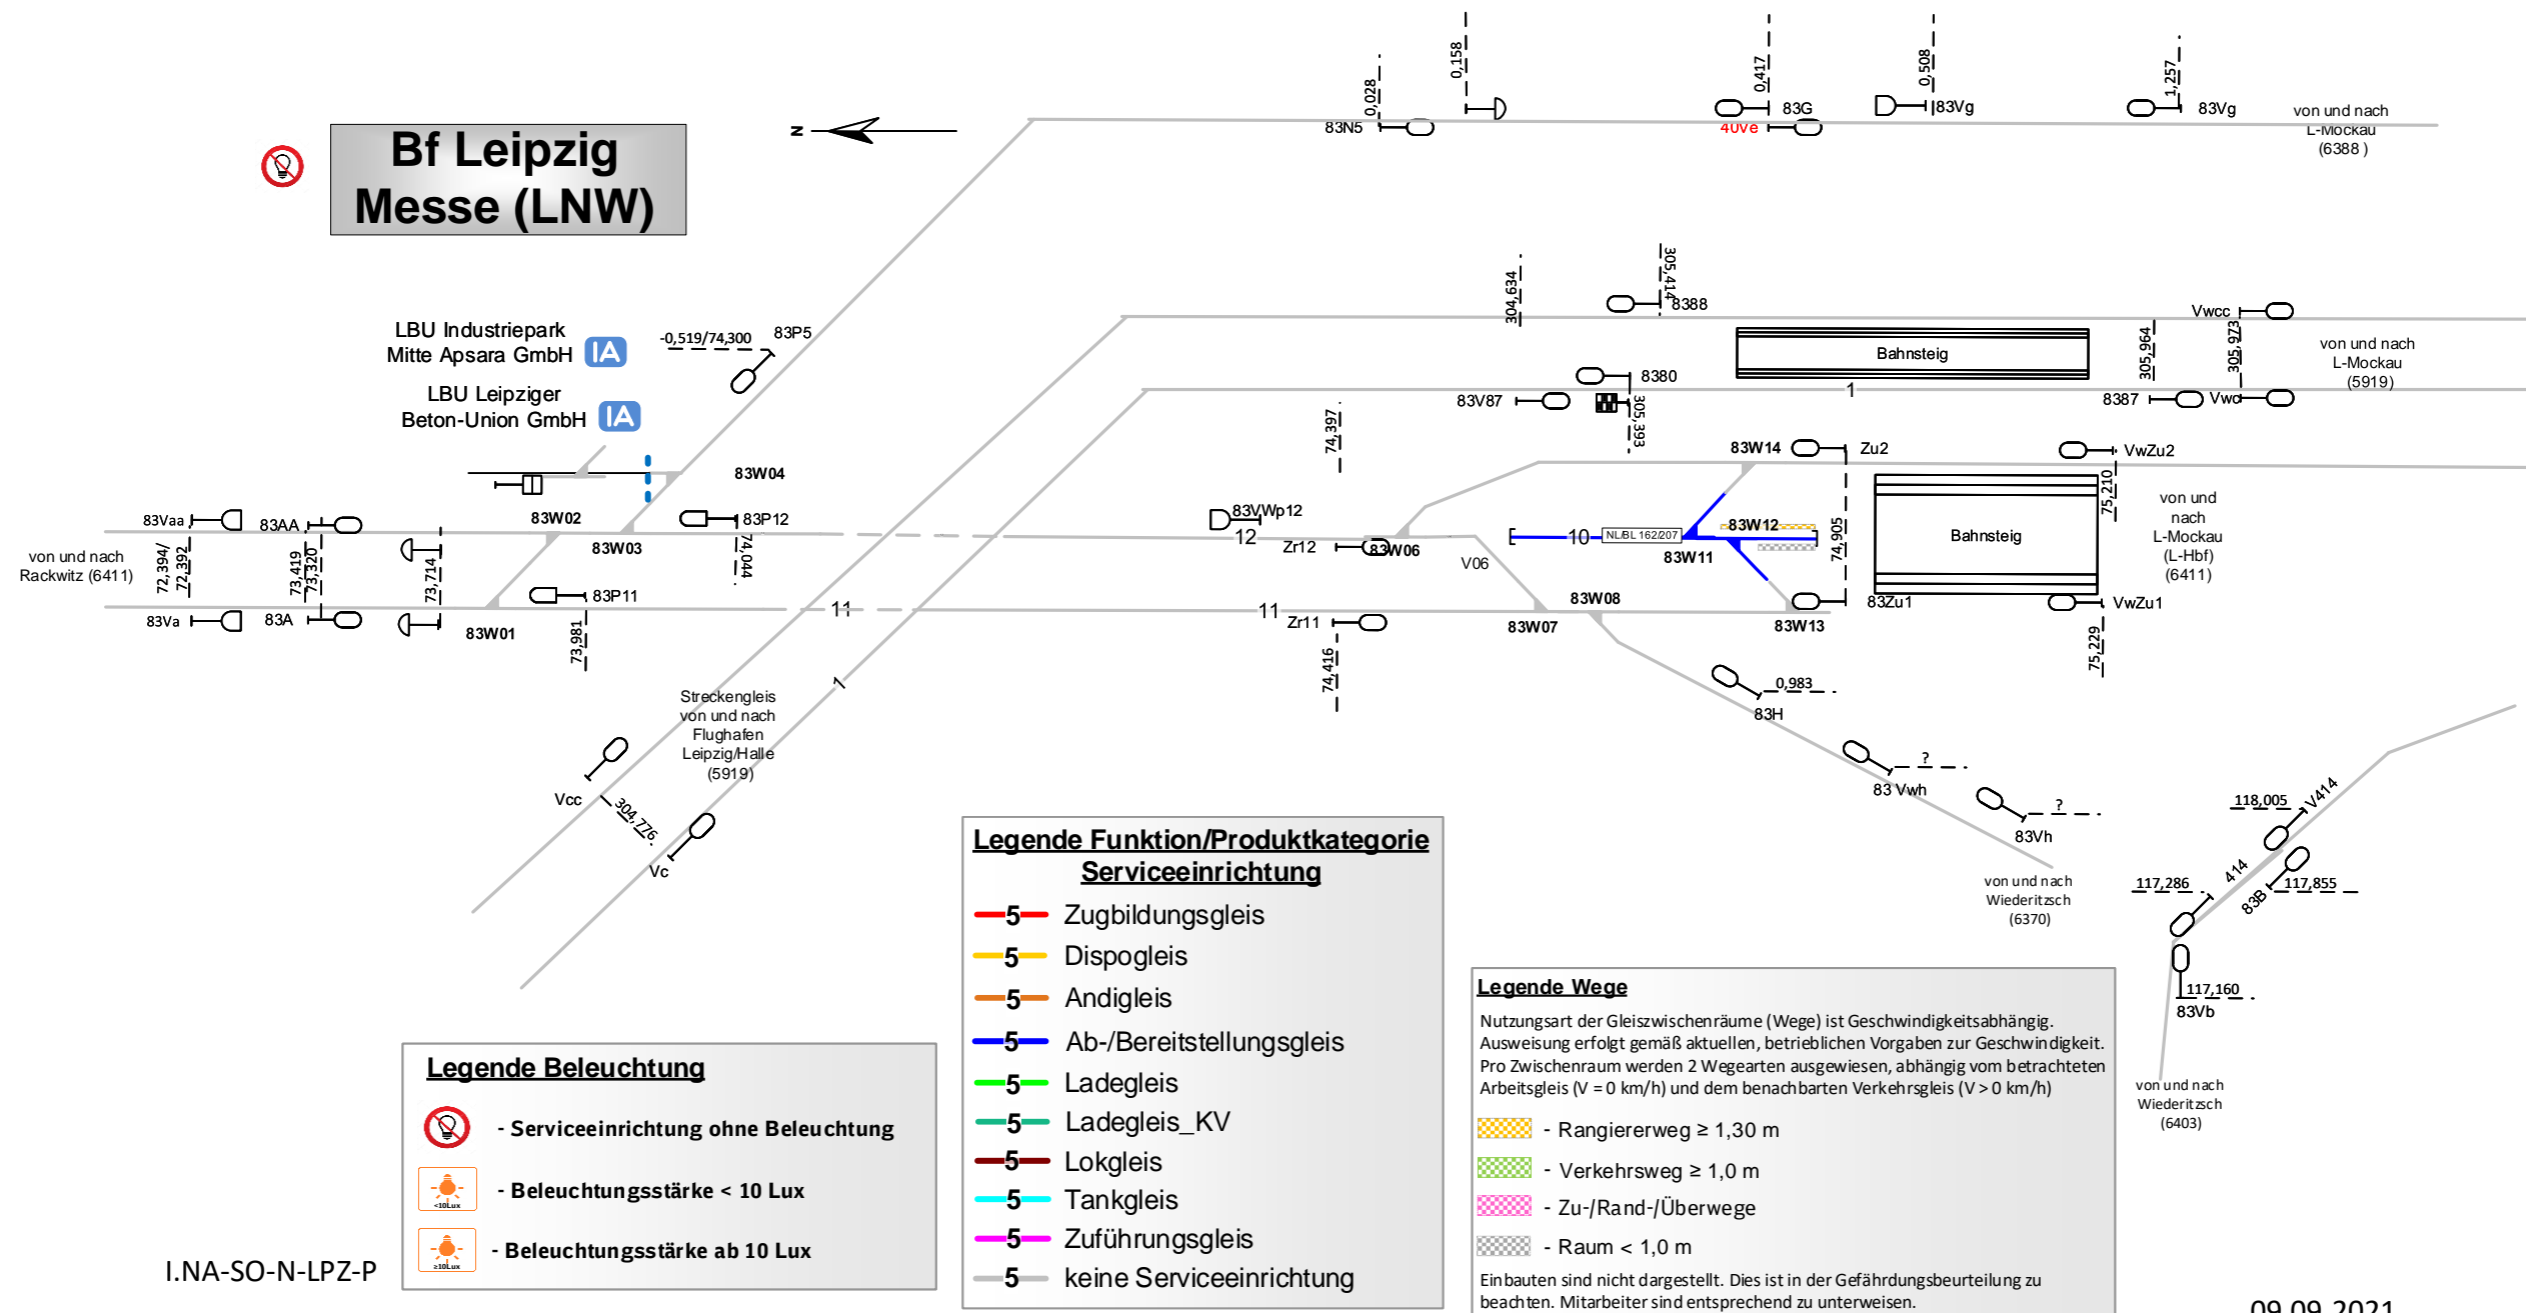 Bf Leipzig
Messe (LNW)
N
0,028
0,158
0,417
0,508
1,257
83N5
83G
40Ve
83Vg
83Vg
von und nach
L-Mockau
(6388 )
LBU Industriepark
Mitte Apsara GmbH
IA
LBU Leipziger
Beton-Union GmbH
IA
-0,519/74,300
83P5
304,634
305,414
8388
Vwcc
Bahnsteig
305,964
305,973
von und nach
L-Mockau
(5919)
8380
83V87
305,393
1
8387
Vwc
74,397
83W14
Zu2
VwZu2
75,210
83W04
83Vaa
83AA
83W02
83W03
83P12
74,044
83VWp12
12
Zr12
83W06
V06
10
NL/BL 162/207
83W12
83W11
74,905
Bahnsteig
von und
nach
L-Mockau
(L-Hbf)
(6411)
von und nach
Rackwitz (6411)
72,394/
72,392
73,419
73,320
73,714
83Va
83A
83W01
83P11
73,981
11
11
Zr11
74,416
83W08
83W07
83W13
83Zu1
VwZu1
75,229
Streckengleis
von und nach
Flughafen
Leipzig/Halle
(5919)
1
Vcc
304,776
Vc
0,983
83H
?
83 Vwh
?
83Vh
von und nach
Wiederitzsch
(6370)
118,005
V414
414
117,286
83B
117,855
117,160
83Vb
von und nach
Wiederitzsch
(6403)
Legende Funktion/Produktkategorie
Serviceeinrichtung
5 Zugbildungsgleis
5 Dispogleis
5 Andigleis
5 Ab-/Bereitstellungsgleis
5 Ladegleis
5 Ladegleis_KV
5 Lokgleis
5 Tankgleis
5 Zuführungsgleis
5 keine Serviceeinrichtung
Legende Beleuchtung
- Serviceeinrichtung ohne Beleuchtung
<10Lux - Beleuchtungsstärke < 10 Lux
≥10Lux - Beleuchtungsstärke ab 10 Lux
Legende Wege
Nutzungsart der Gleiszwischenräume (Wege) ist Geschwindigkeitsabhängig.
Ausweisung erfolgt gemäß aktuellen, betrieblichen Vorgaben zur Geschwindigkeit.
Pro Zwischenraum werden 2 Wegearten ausgewiesen, abhängig vom betrachteten
Arbeitsgleis (V = 0 km/h) und dem benachbarten Verkehrsgleis (V > 0 km/h)
- Rangiererweg ≥ 1,30 m
- Verkehrsweg ≥ 1,0 m
- Zu-/Rand-/Überwege
- Raum < 1,0 m
Einbauten sind nicht dargestellt. Dies ist in der Gefährdungsbeurteilung zu
beachten. Mitarbeiter sind entsprechend zu unterweisen.
I.NA-SO-N-LPZ-P
09.09.2021